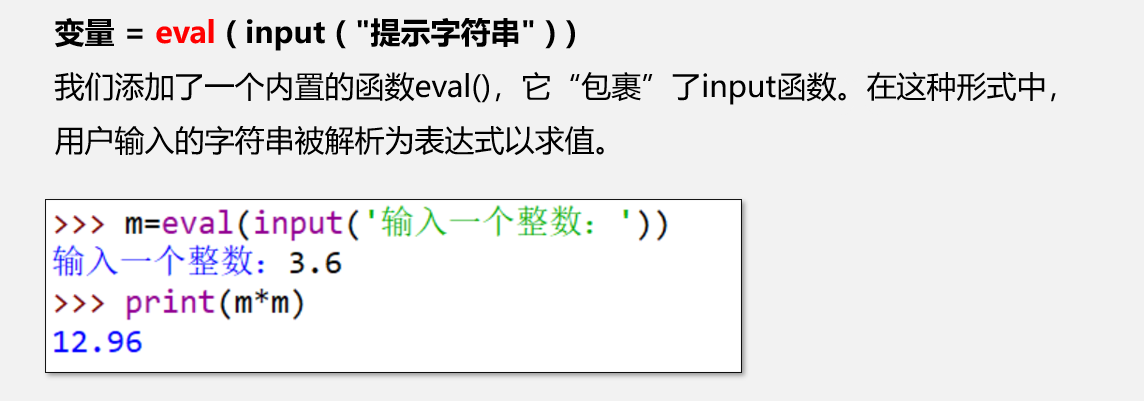 变量 = eval ( input ( "提示字符串" ) )
我们添加了一个内置的函数eval()，它“包裹”了input函数。在这种形式中，
用户输入的字符串被解析为表达式以求值。
>>> m=eval(input('输入一个整数：'))
输入一个整数：3.6
>>> print(m*m)
12.96